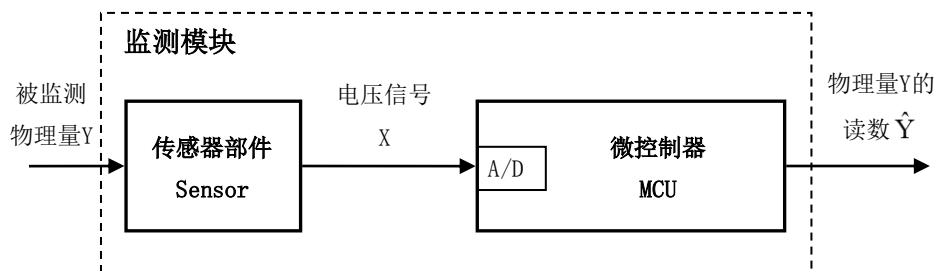 监测模块
被监测
物理量Y
传感器部件
Sensor
电压信号
X
A/D
微控制器
MCU
物理量Y的
读数 Ŷ